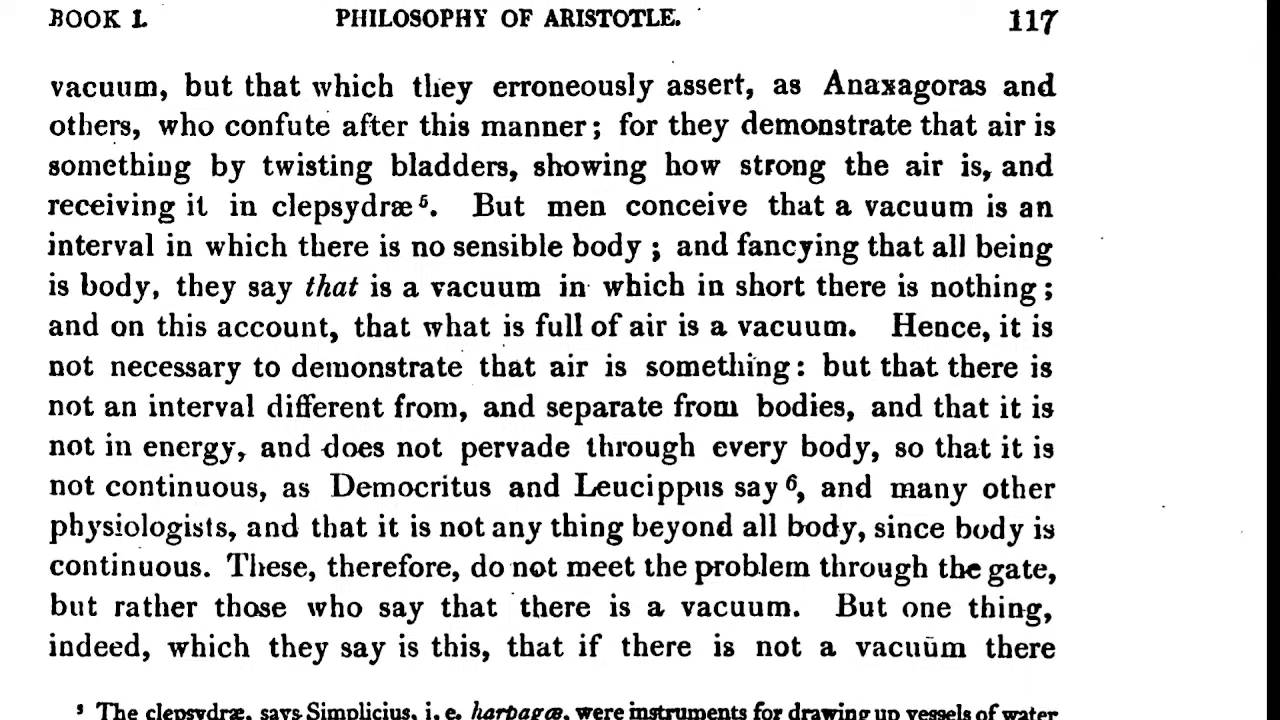 BOOK I. PHILOSOPHY OF ARISTOTLE. 117
vacuum, but that which they erroneously assert, as Anaxagoras and
others, who confute after this manner; for they demonstrate that air is
something by twisting bladders, showing how strong the air is, and
receiving it in clepsydræ⁵. But men conceive that a vacuum is an
interval in which there is no sensible body; and fancying that all being
is body, they say that is a vacuum in which in short there is nothing;
and on this account, that what is full of air is a vacuum. Hence, it is
not necessary to demonstrate that air is something: but that there is
not an interval different from, and separate from bodies, and that it is
not in energy, and does not pervade through every body, so that it is
not continuous, as Democritus and Leucippus say⁶, and many other
physiologists, and that it is not any thing beyond all body, since body is
continuous. These, therefore, do not meet the problem through the gate,
but rather those who say that there is a vacuum. But one thing,
indeed, which they say is this, that if there is not a vacuum there
⁵ The clepsydræ, says Simplicius, i. e. harpagæ, were instruments for drawing up vessels of water